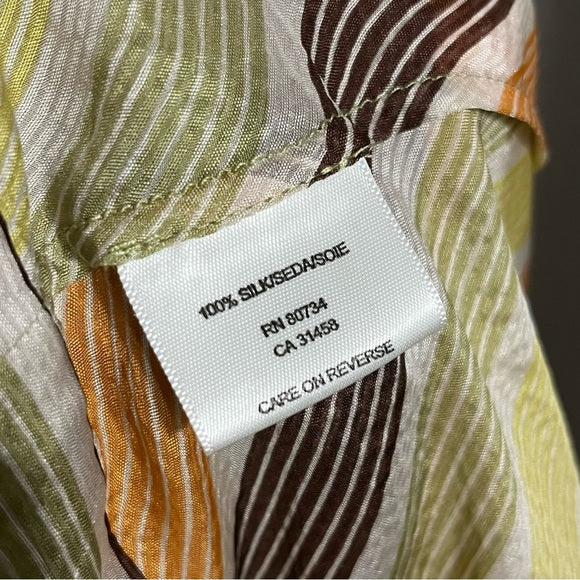 100% SILK/SEDA/SOIE
RN 80734
CA 31458
CARE ON REVERSE